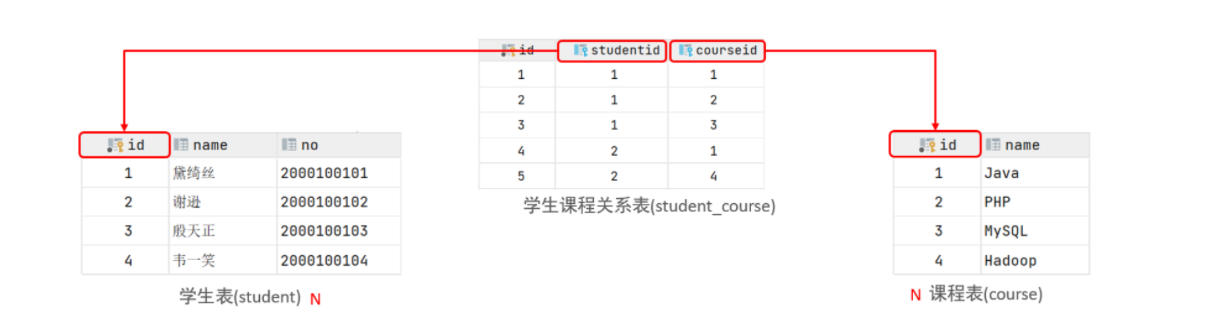 id studentid courseid
1 1 1
2 1 2
3 1 3
4 2 1
5 2 4
学生课程关系表(student_course)
id name no
1 黛绮丝 2000100101
2 谢逊 2000100102
3 殷天正 2000100103
4 韦一笑 2000100104
学生表(student) N
id name
1 Java
2 PHP
3 MySQL
4 Hadoop
N 课程表(course)